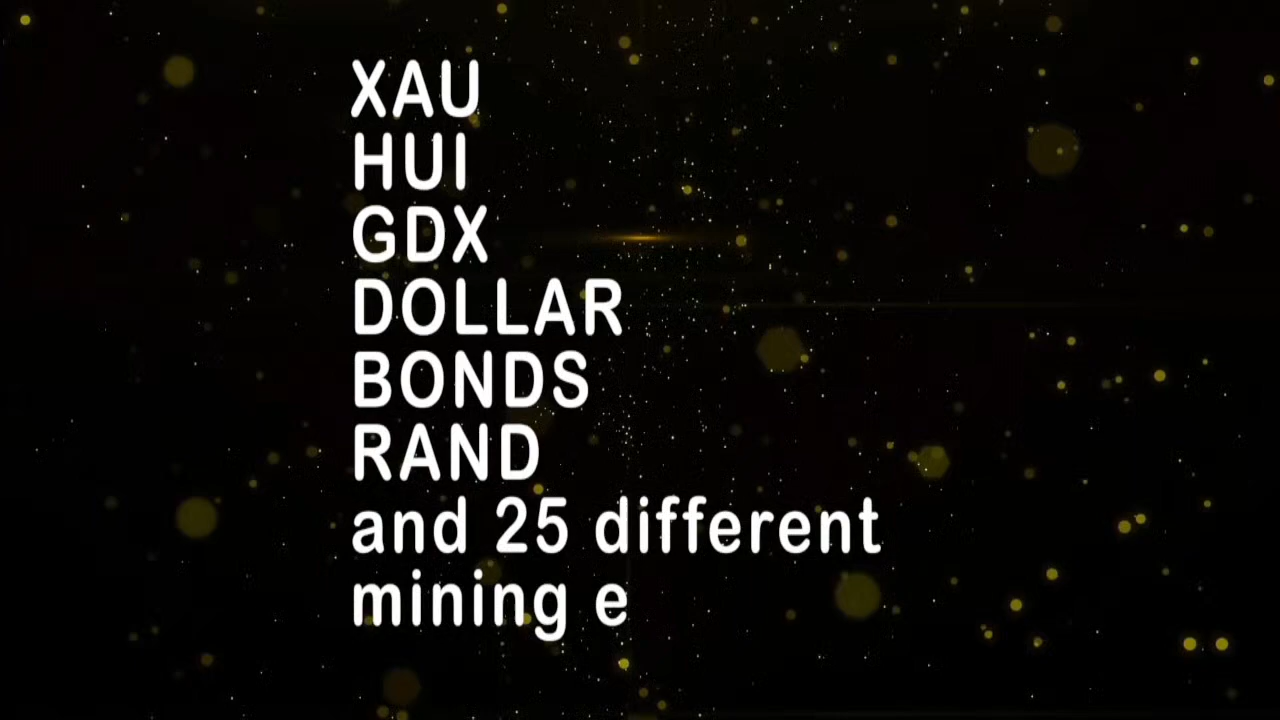 XAU
HUI
GDX
DOLLAR
BONDS
RAND
and 25 different
mining e